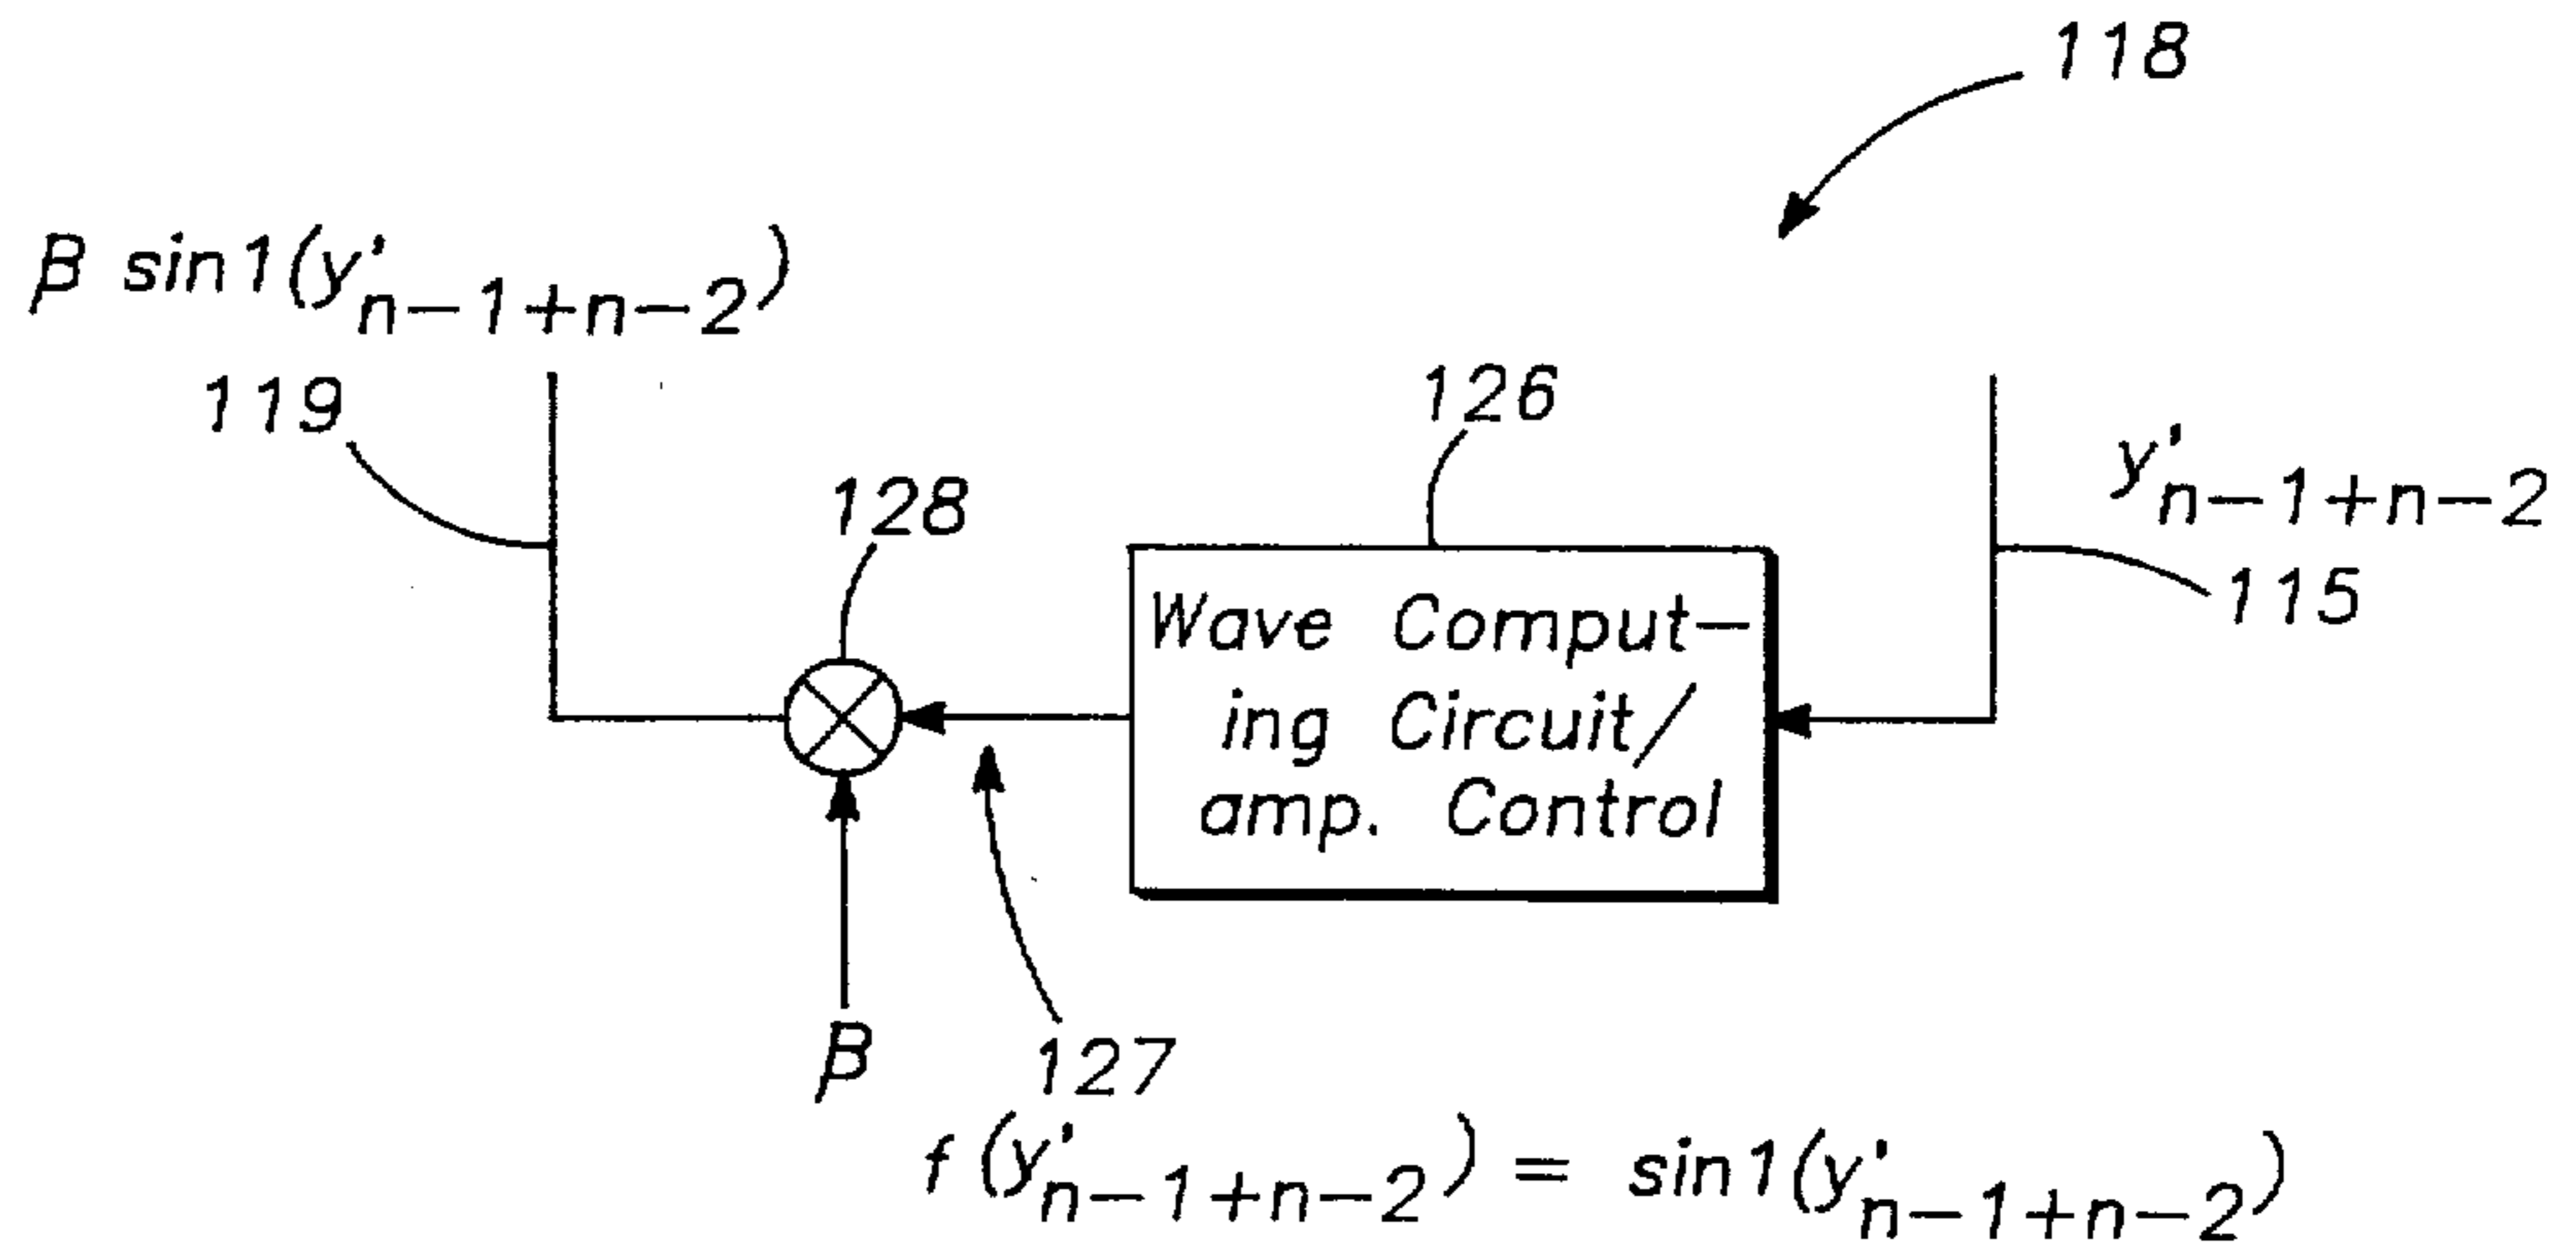 118
β sin1(y'n-1+n-2)
119
126
y'n-1+n-2
128
115
Wave Comput-
ing Circuit/
amp. Control
β
127
f(y'n-1+n-2) = sin1(y'n-1+n-2)